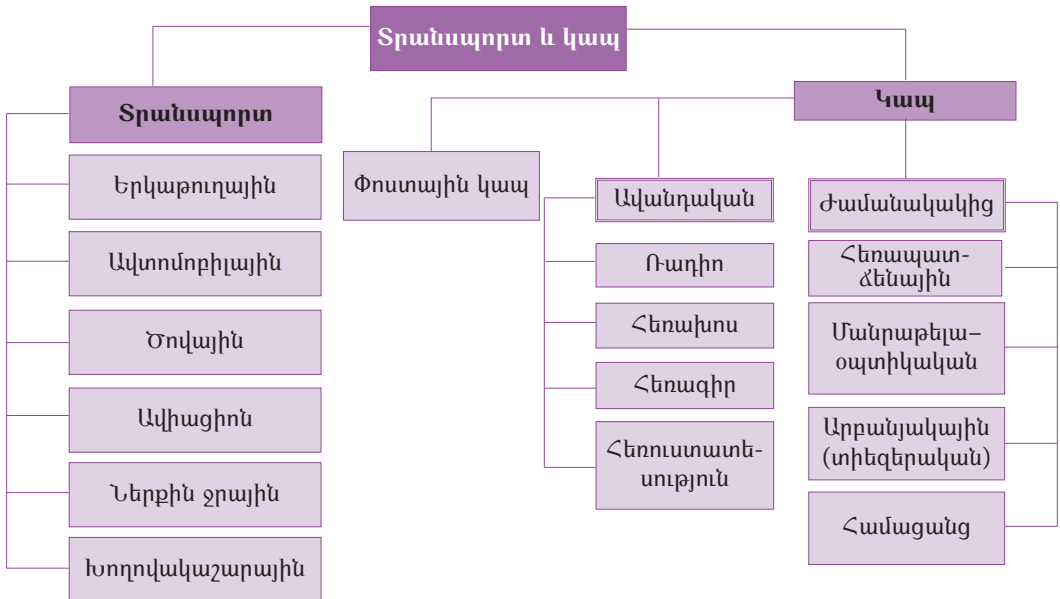 Տրանսպորտ և կապ
Տրանսպորտ
Երկաթուղային
Ավտոմոբիլային
Ծովային
Ավիացիոն
Ներքին ջրային
Խողովակաշարային
Կապ
Փոստային կապ
Ավանդական
Ռադիո
Հեռախոս
Հեռագիր
Հեռուստատե-
սություն
Ժամանակակից
Հեռապատ-
ճենային
Մանրաթելա–
օպտիկական
Արբանյակային
(տիեզերական)
Համացանց